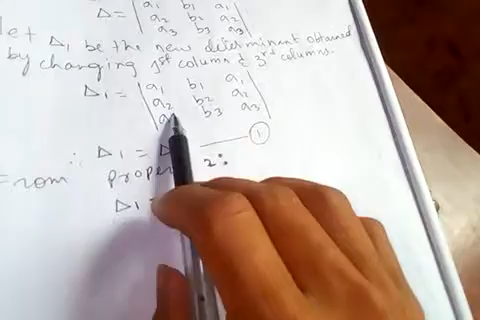 Δ = | a1 b1 a1
a2 b2 a2
a3 b3 a3 |
let Δ1 be the new determinant obtained
by changing 1st column & 3rd columns.
Δ1 = | a1 b1 a1
a2 b2 a2
b3 a3 | ①
∴ Δ1 =
From 2:
Δ1 =